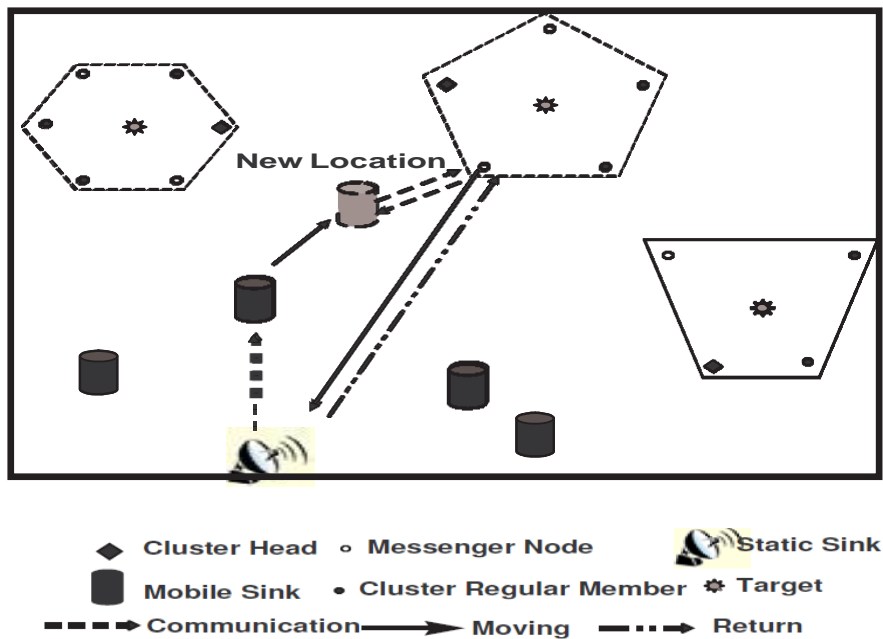 New Location
Cluster Head
Messenger Node
Static Sink
Mobile Sink
Cluster Regular Member
Target
Communication
Moving
Return